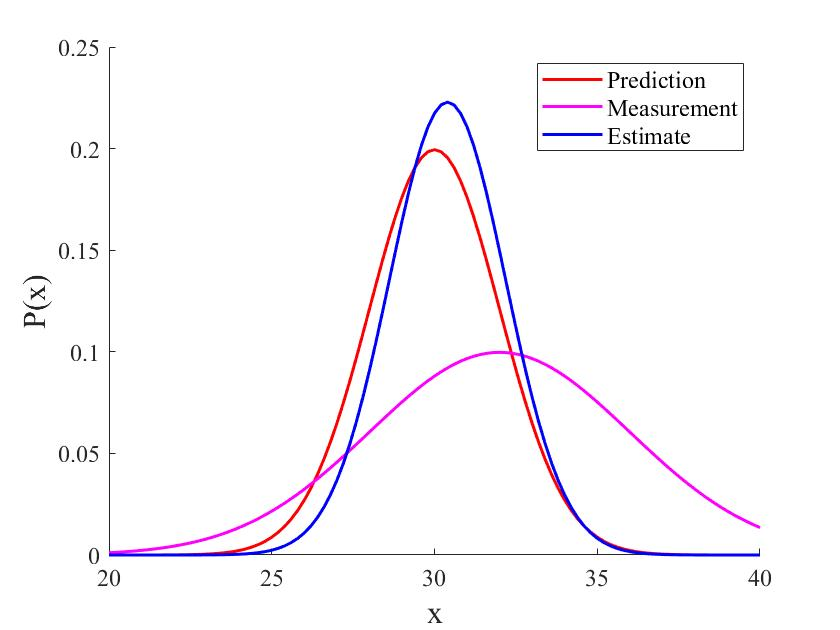 0.25
Prediction
Measurement
Estimate
0.2
0.15
P(x)
0.1
0.05
0
20 25 30 35 40
x